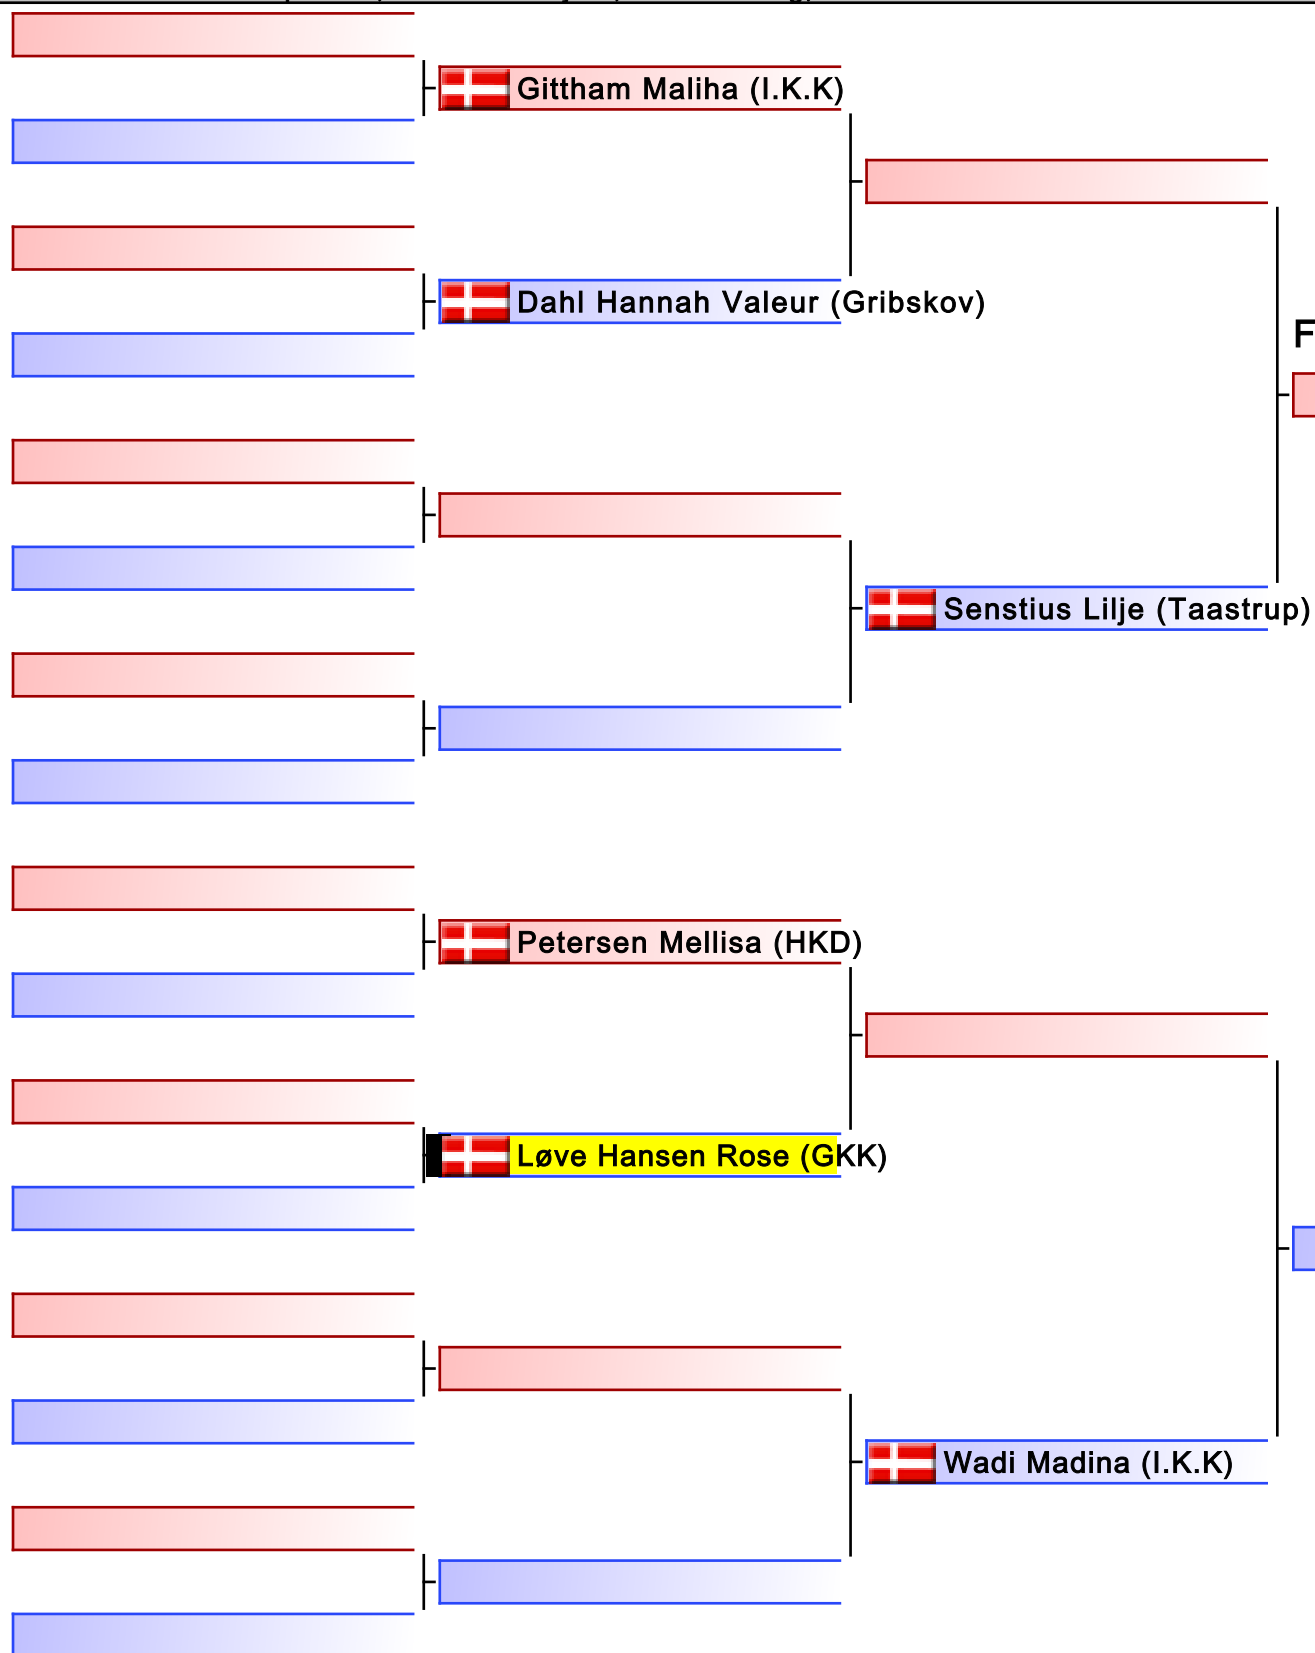 Gittham Maliha (I.K.K)
Dahl Hannah Valeur (Gribskov)
F
Senstius Lilje (Taastrup)
Petersen Mellisa (HKD)
Løve Hansen Rose (GKK)
Wadi Madina (I.K.K)